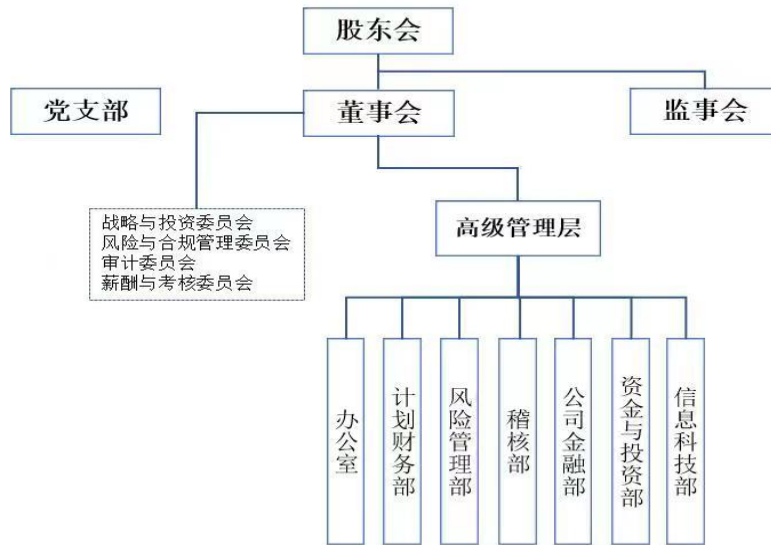 股东会
党支部
董事会
监事会
战略与投资委员会
风险与合规管理委员会
审计委员会
薪酬与考核委员会
高级管理层
办公室
计划财务部
风险管理部
稽核部
公司金融部
资金与投资部
信息科技部